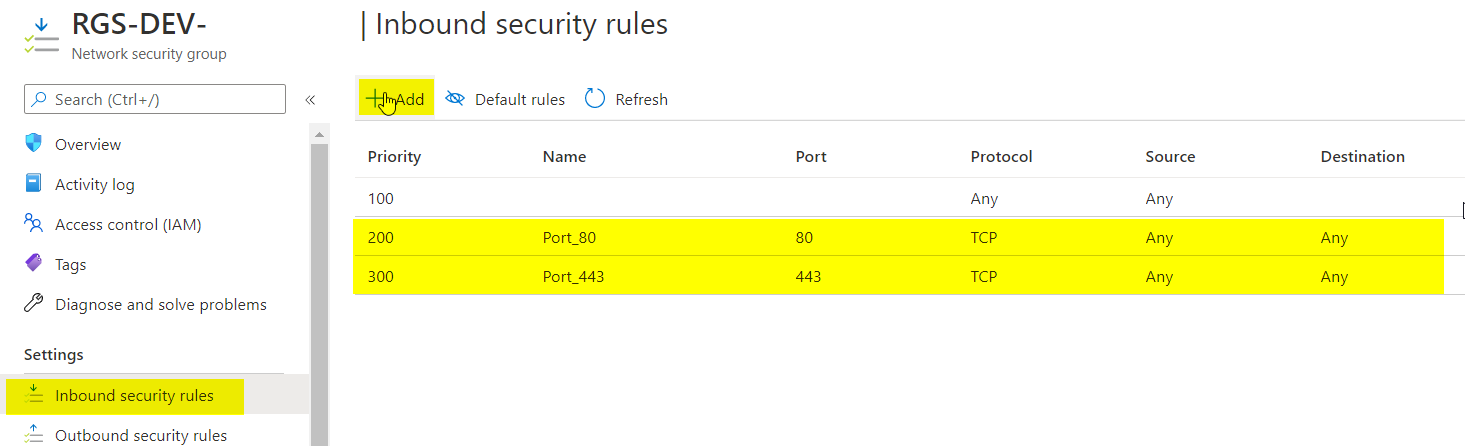 RGS-DEV-
Network security group
| Inbound security rules
Search (Ctrl+/)
«
Add Default rules Refresh
Overview
Activity log
Access control (IAM)
Tags
Diagnose and solve problems
Settings
Inbound security rules
Outbound security rules
Priority Name Port Protocol Source Destination
100 Any Any
200 Port_80 80 TCP Any Any
300 Port_443 443 TCP Any Any